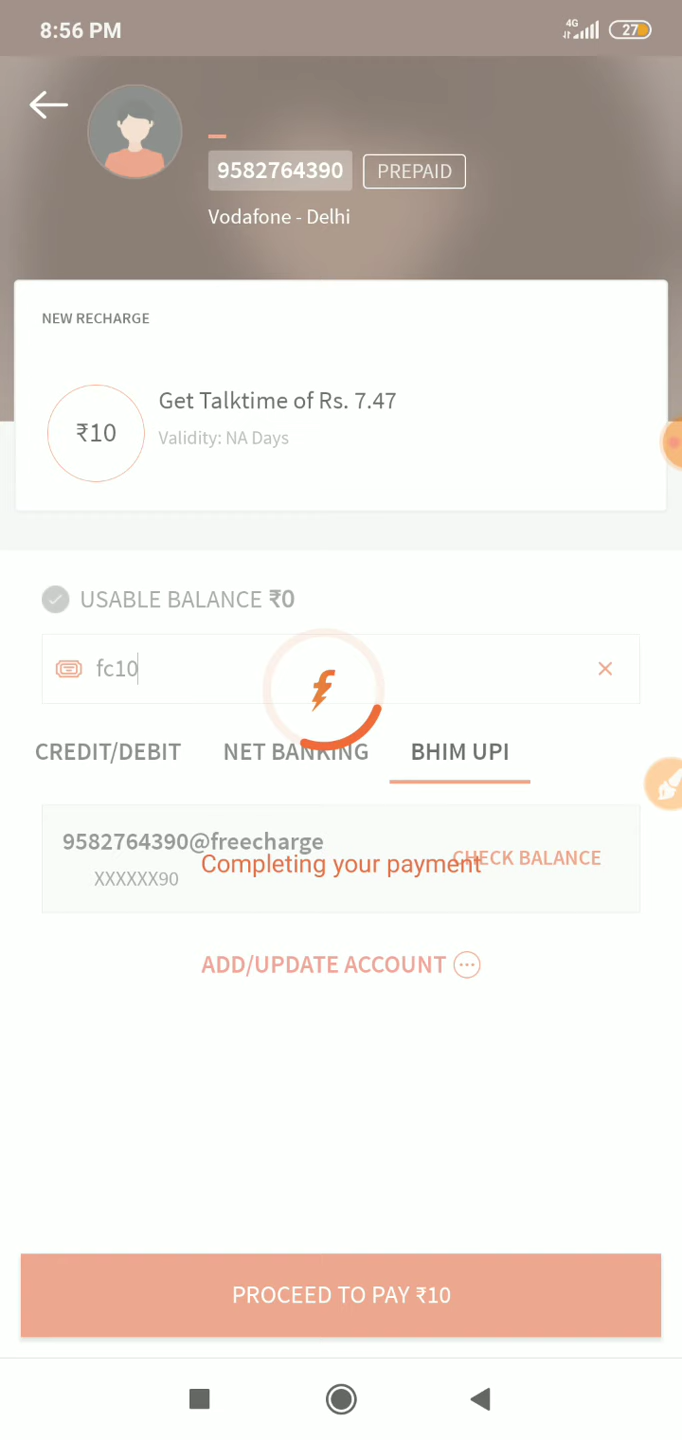 8:56 PM
4G
27
9582764390
PREPAID
Vodafone - Delhi
NEW RECHARGE
₹10
Get Talktime of Rs. 7.47
Validity: NA Days
USABLE BALANCE ₹0
fc10
CREDIT/DEBIT
NET BANKING
BHIM UPI
9582764390@freecharge
CHECK BALANCE
Completing your payment
XXXXXX90
ADD/UPDATE ACCOUNT
PROCEED TO PAY ₹10